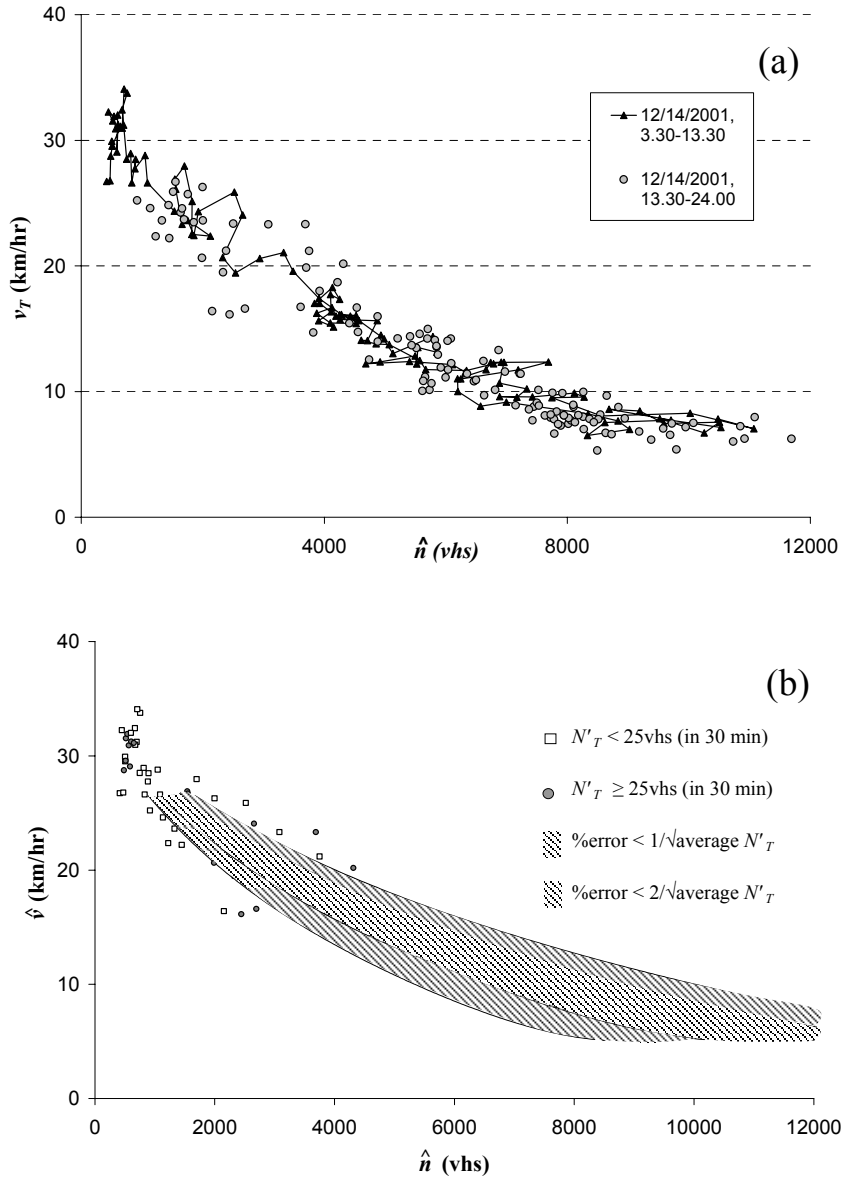 40
(a)
12/14/2001,
3.30-13.30
30
12/14/2001,
13.30-24.00
v_T (km/hr)
20
10
0
0 4000 8000 12000
n̂ (vhs)
40
(b)
N'_T < 25vhs (in 30 min)
30
N'_T ≥ 25vhs (in 30 min)
%error < 1/√average N'_T
v̂ (km/hr)
20
%error < 2/√average N'_T
10
0
0 2000 4000 6000 8000 10000 12000
n̂ (vhs)